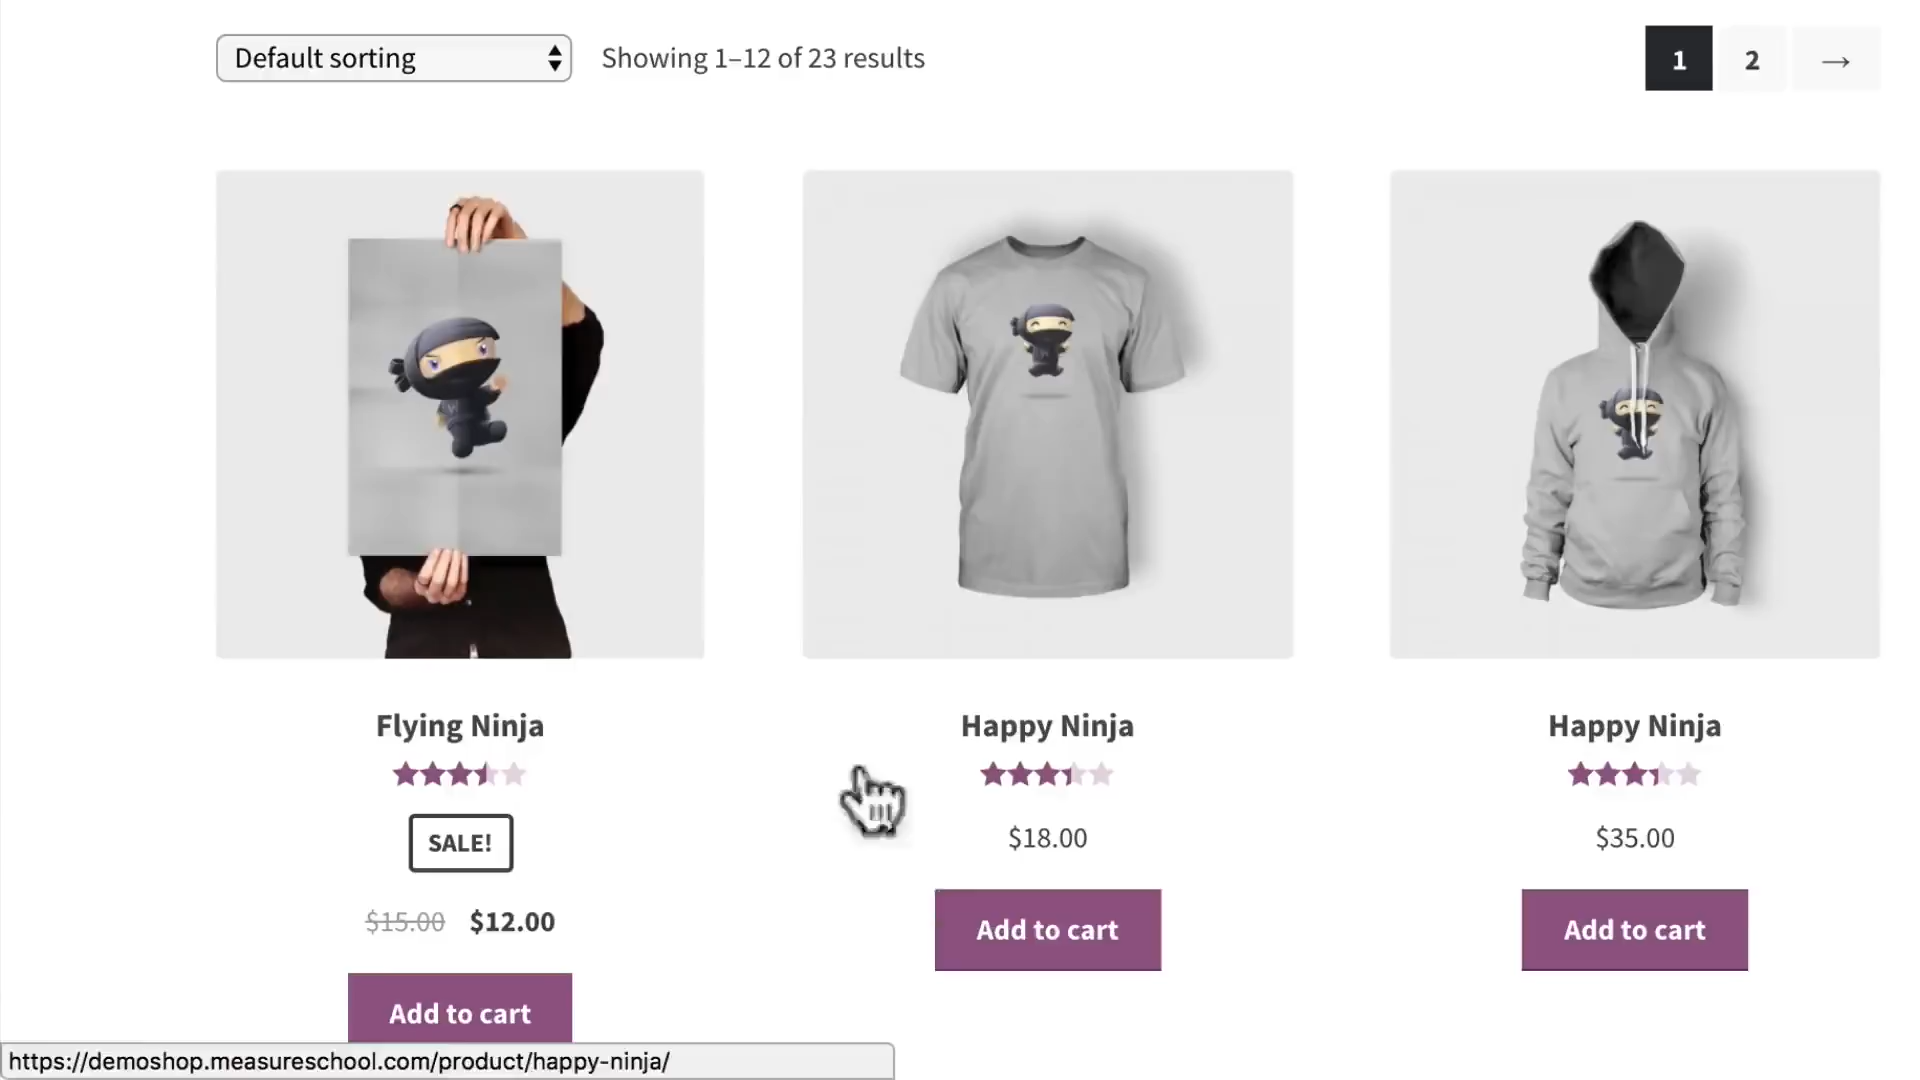 Default sorting
Showing 1–12 of 23 results
1
2
→
Flying Ninja
SALE!
$15.00 $12.00
Add to cart
Happy Ninja
$18.00
Add to cart
Happy Ninja
$35.00
Add to cart
https://demoshop.measureschool.com/product/happy-ninja/